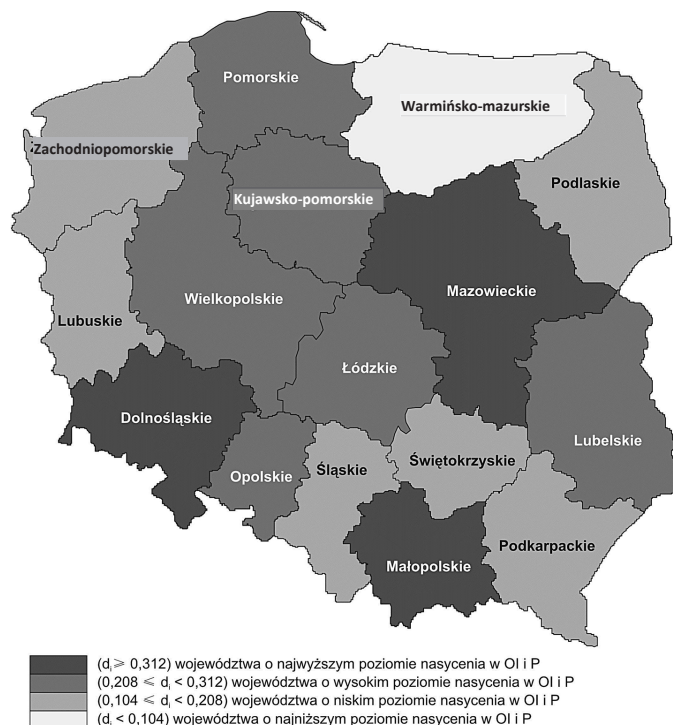 Pomorskie
Warmińsko-mazurskie
Zachodniopomorskie
Podlaskie
Kujawsko-pomorskie
Mazowieckie
Wielkopolskie
Lubuskie
Łódzkie
Dolnośląskie
Lubelskie
Świętokrzyskie
Śląskie
Opolskie
Podkarpackie
Małopolskie
(dᵢ ⩾ 0,312) województwa o najwyższym poziomie nasycenia w OI i P
(0,208 ⩽ dᵢ < 0,312) województwa o wysokim poziomie nasycenia w OI i P
(0,104 ⩽ dᵢ < 0,208) województwa o niskim poziomie nasycenia w OI i P
(dᵢ < 0,104) województwa o najniższym poziomie nasycenia w OI i P